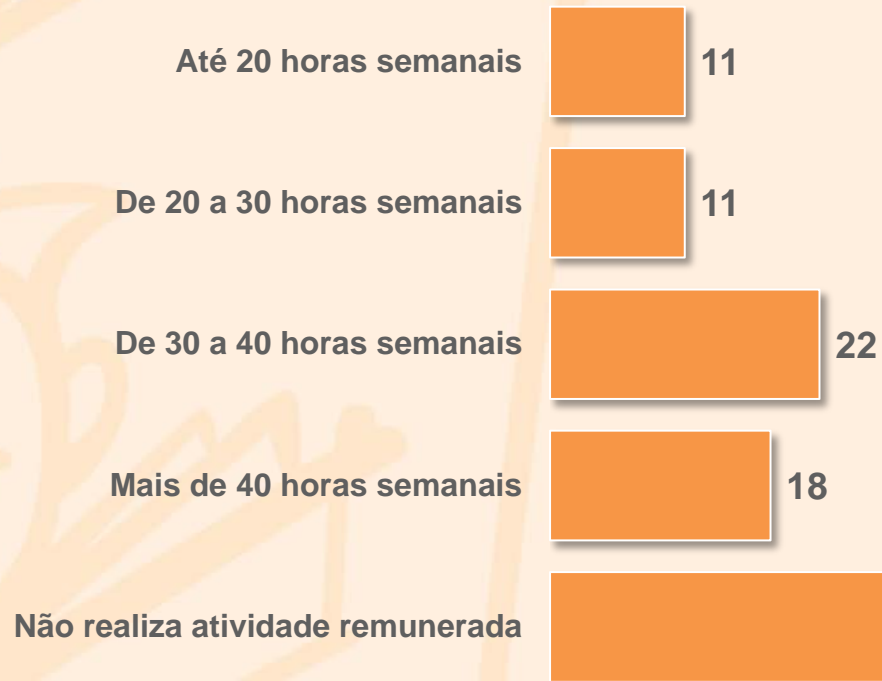 Até 20 horas semanais 11
De 20 a 30 horas semanais 11
De 30 a 40 horas semanais 22
Mais de 40 horas semanais 18
Não realiza atividade remunerada